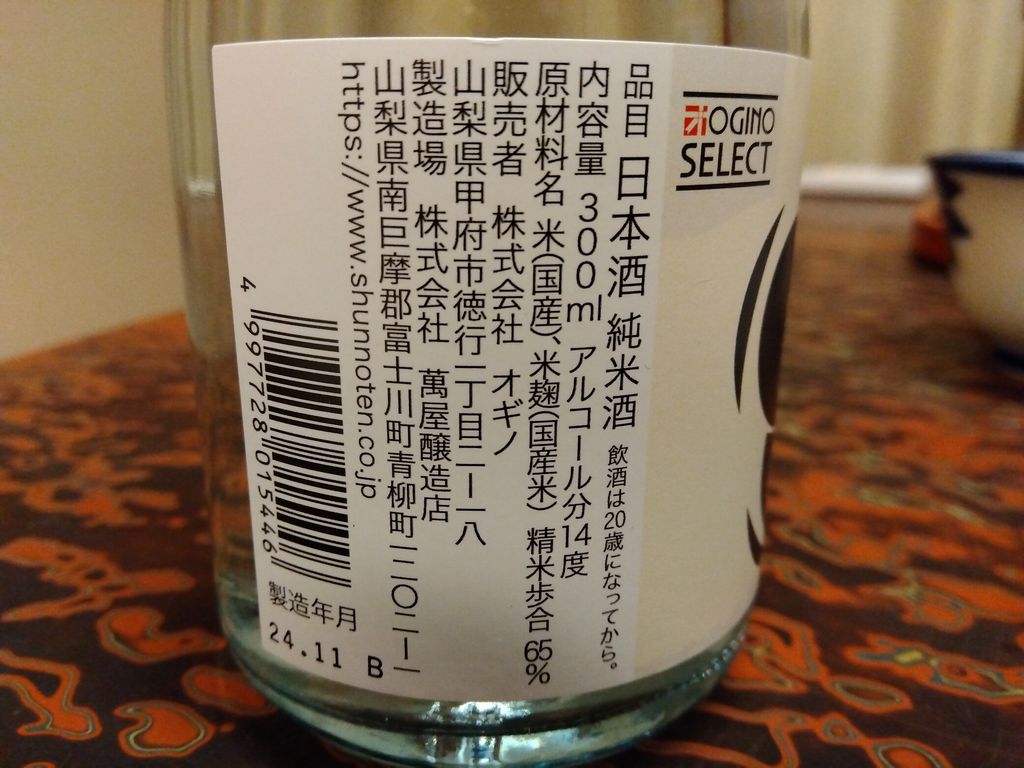 OGINO
SELECT
品目 日本酒 純米酒 飲酒は20歳になってから。
内容量 300ml アルコール分14度
原材料名 米(国産)、米麹(国産米) 精米歩合 65%
販売者 株式会社 オギノ
山梨県甲府市徳行一丁目二ー一八
製造場 株式会社 萬屋醸造店
山梨県南巨摩郡富士川町青柳町一二〇二ー一
https://www.shunnoten.co.jp
4 997728 015446
製造年月
24.11 B